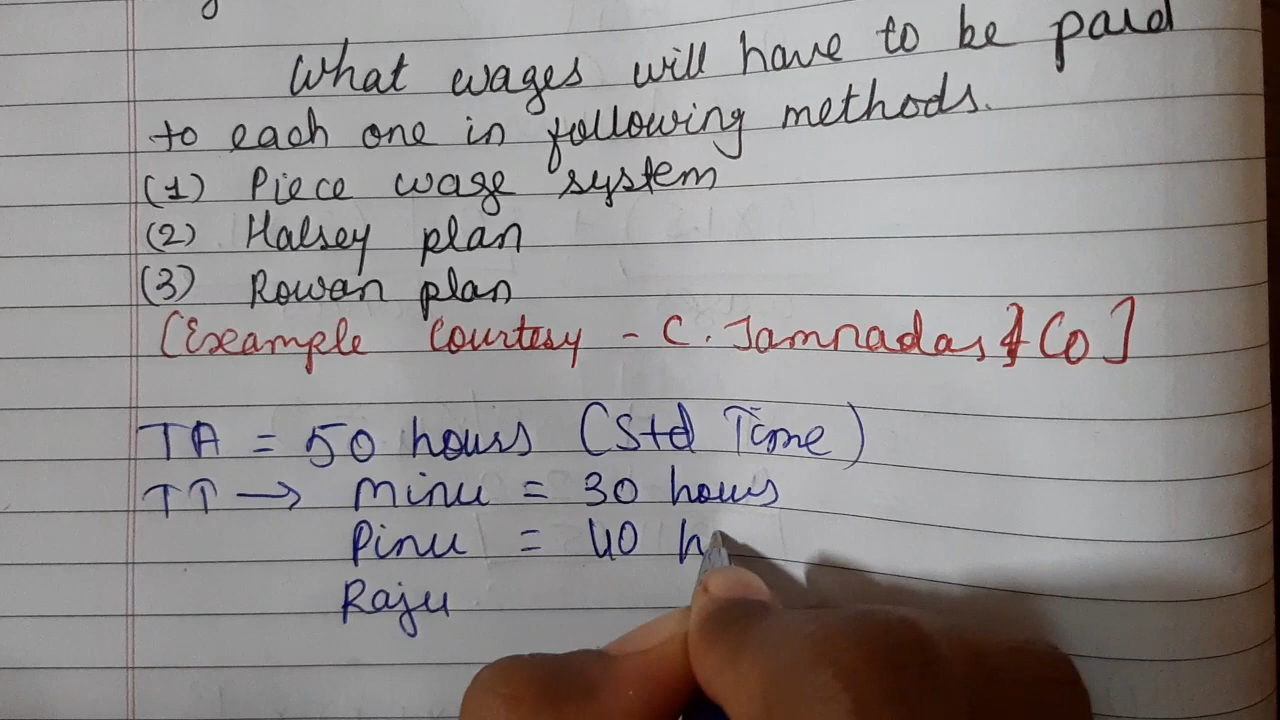 What wages will have to be paid
to each one in following methods.
(1) Piece wage system
(2) Halsey plan
(3) Rowan plan
[Example Courtesy - C. Jamnadas & Co]
TA = 50 hours (Std Time)
TT → Minu = 30 hours
Pinu = 40 h
Raju